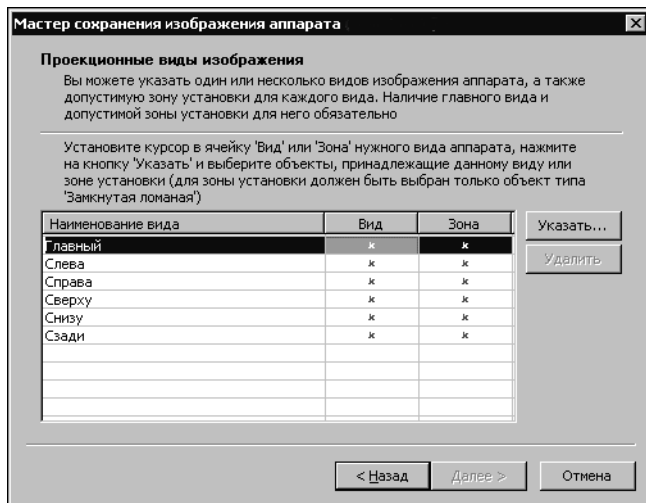 Мастер сохранения изображения аппарата
Проекционные виды изображения
Вы можете указать один или несколько видов изображения аппарата, а также
допустимую зону установки для каждого вида. Наличие главного вида и
допустимой зоны установки для него обязательно
Установите курсор в ячейку 'Вид' или 'Зона' нужного вида аппарата, нажмите
на кнопку 'Указать' и выберите объекты, принадлежащие данному виду или
зоне установки (для зоны установки должен быть выбран только объект типа
'Замкнутая ломаная')
Наименование вида Вид Зона
Указать...
Главный
Удалить
Слева
Справа
Сверху
Снизу
Сзади
< Назад Далее > Отмена